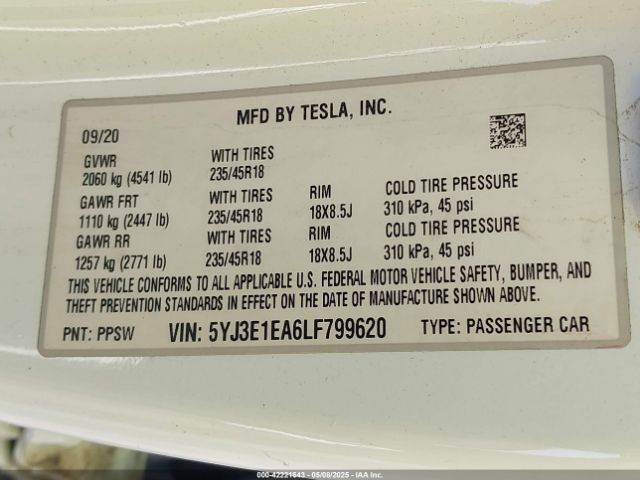 MFD BY TESLA, INC.
09/20
GVWR WITH TIRES
2060 kg (4541 lb) 235/45R18
GAWR FRT WITH TIRES RIM COLD TIRE PRESSURE
1110 kg (2447 lb) 235/45R18 18X8.5J 310 kPa, 45 psi
GAWR RR WITH TIRES RIM COLD TIRE PRESSURE
1257 kg (2771 lb) 235/45R18 18X8.5J 310 kPa, 45 psi
THIS VEHICLE CONFORMS TO ALL APPLICABLE U.S. FEDERAL MOTOR VEHICLE SAFETY, BUMPER, AND
THEFT PREVENTION STANDARDS IN EFFECT ON THE DATE OF MANUFACTURE SHOWN ABOVE.
PNT: PPSW VIN: 5YJ3E1EA6LF799620 TYPE: PASSENGER CAR
000-42221643 - 05/08/2025 - IAA Inc.